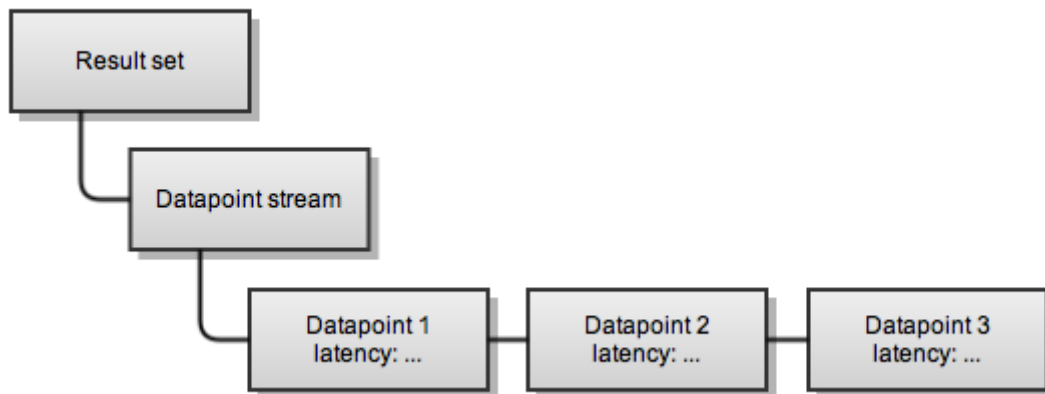 Result set
Datapoint stream
Datapoint 1
latency: ...
Datapoint 2
latency: ...
Datapoint 3
latency: ...